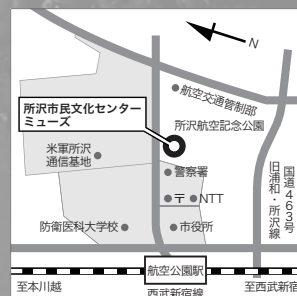 N
航空交通管制部
所沢市民文化センター
ミューズ
所沢航空記念公園
米軍所沢
通信基地
警察署
〒
NTT
国道463号
旧浦和・所沢線
防衛医科大学校
市役所
航空公園駅
至本川越
西武新宿線
至西武新宿